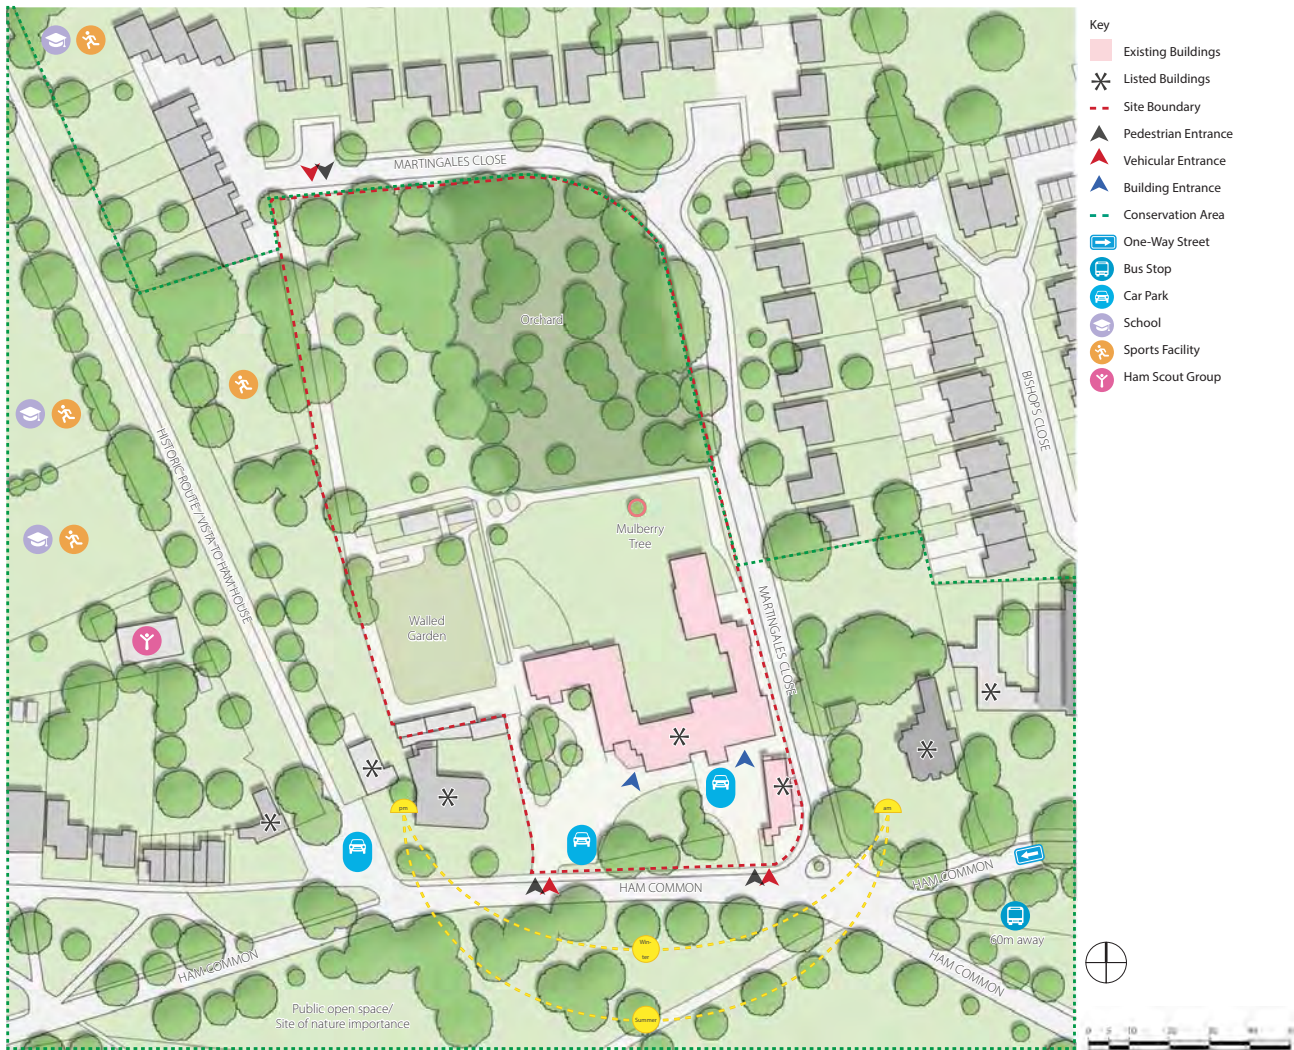 MARTINGALES CLOSE
Orchard
Mulberry
Tree
Walled
Garden
HISTORIC ROUTE / VISTA TO HAM HOUSE
MARTINGALES CLOSE
BISHOPS CLOSE
pm
am
HAM COMMON
HAM COMMON
60m away
HAM COMMON
HAM COMMON
Win-
ter
Summer
Public open space/
Site of nature importance
Key
Existing Buildings
Listed Buildings
Site Boundary
Pedestrian Entrance
Vehicular Entrance
Building Entrance
Conservation Area
One-Way Street
Bus Stop
Car Park
School
Sports Facility
Ham Scout Group